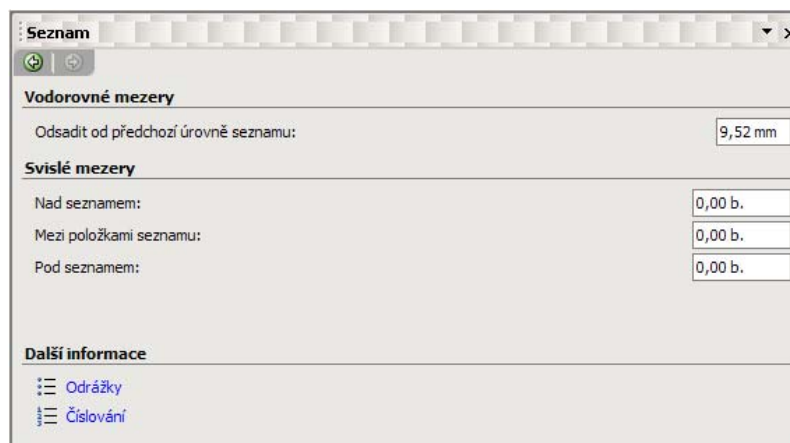 Seznam
Vodorovné mezery
Odsadit od předchozí úrovně seznamu: 9,52 mm
Svislé mezery
Nad seznamem: 0,00 b.
Mezi položkami seznamu: 0,00 b.
Pod seznamem: 0,00 b.
Další informace
Odrážky
Číslování